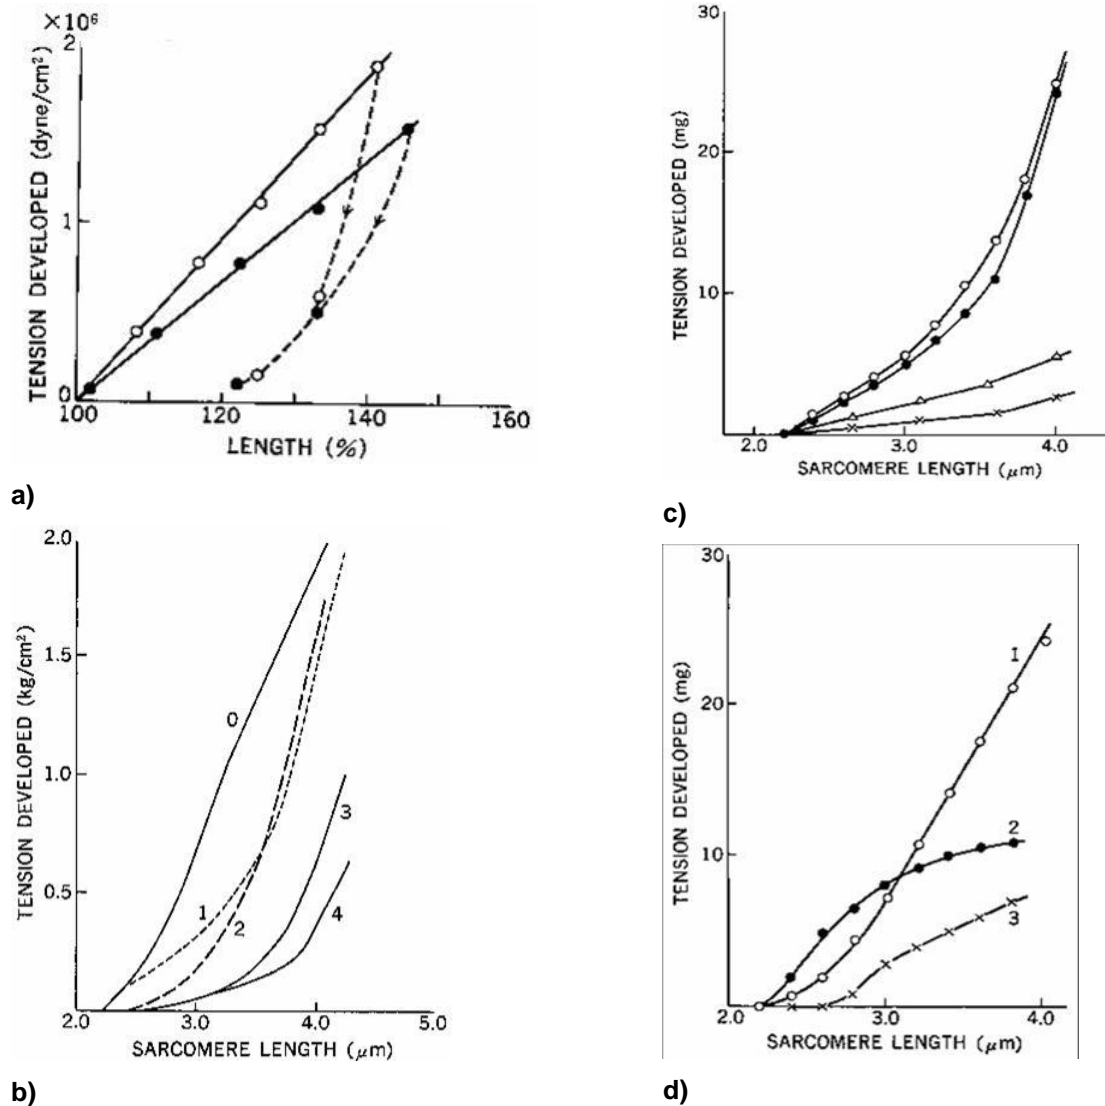 ×10⁶
2
1
0
TENSION DEVELOPED (dyne/cm²)
100 120 140 160
LENGTH (%)
a)
30
20
10
TENSION DEVELOPED (mg)
2.0 3.0 4.0
SARCOMERE LENGTH (μm)
c)
2.0
1.5
1.0
0.5
TENSION DEVELOPED (kg/cm²)
0
1
2
3
4
2.0 3.0 4.0 5.0
SARCOMERE LENGTH (μm)
b)
30
20
10
TENSION DEVELOPED (mg)
I
2
3
2.0 3.0 4.0
SARCOMERE LENGTH (μm)
d)